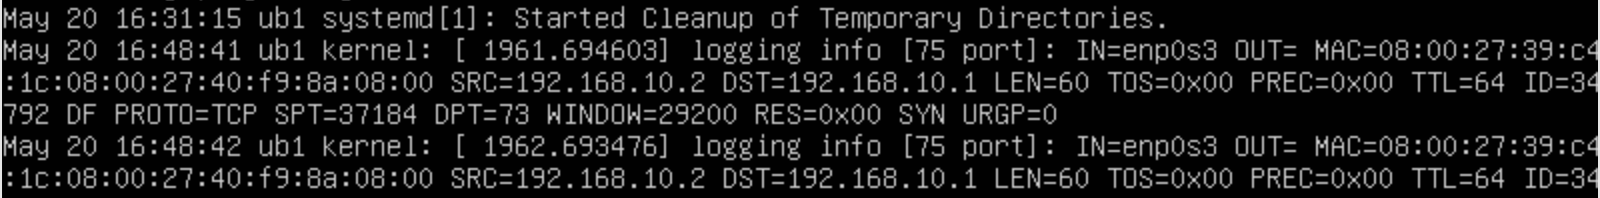 May 20 16:31:15 ub1 systemd[1]: Started Cleanup of Temporary Directories.
May 20 16:48:41 ub1 kernel: [ 1961.694603] logging info [75 port]: IN=enp0s3 OUT= MAC=08:00:27:39:c4
:1c:08:00:27:40:f9:8a:08:00 SRC=192.168.10.2 DST=192.168.10.1 LEN=60 TOS=0x00 PREC=0x00 TTL=64 ID=34
792 DF PROTO=TCP SPT=37184 DPT=73 WINDOW=29200 RES=0x00 SYN URGP=0
May 20 16:48:42 ub1 kernel: [ 1962.693476] logging info [75 port]: IN=enp0s3 OUT= MAC=08:00:27:39:c4
:1c:08:00:27:40:f9:8a:08:00 SRC=192.168.10.2 DST=192.168.10.1 LEN=60 TOS=0x00 PREC=0x00 TTL=64 ID=34